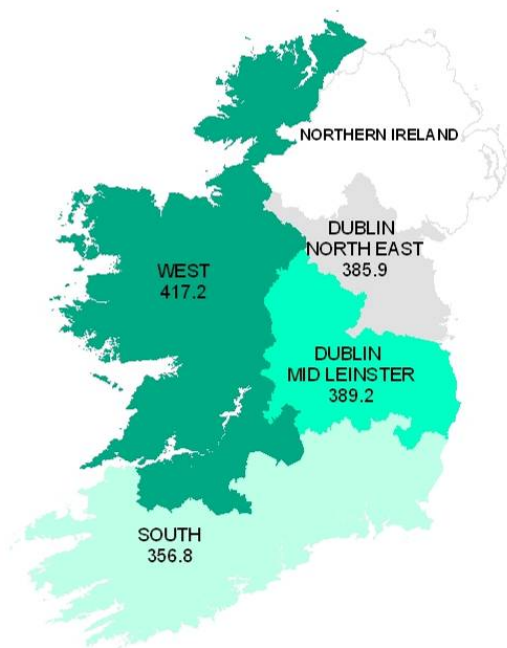 NORTHERN IRELAND
DUBLIN
NORTH EAST
385.9
WEST
417.2
DUBLIN
MID LEINSTER
389.2
SOUTH
356.8